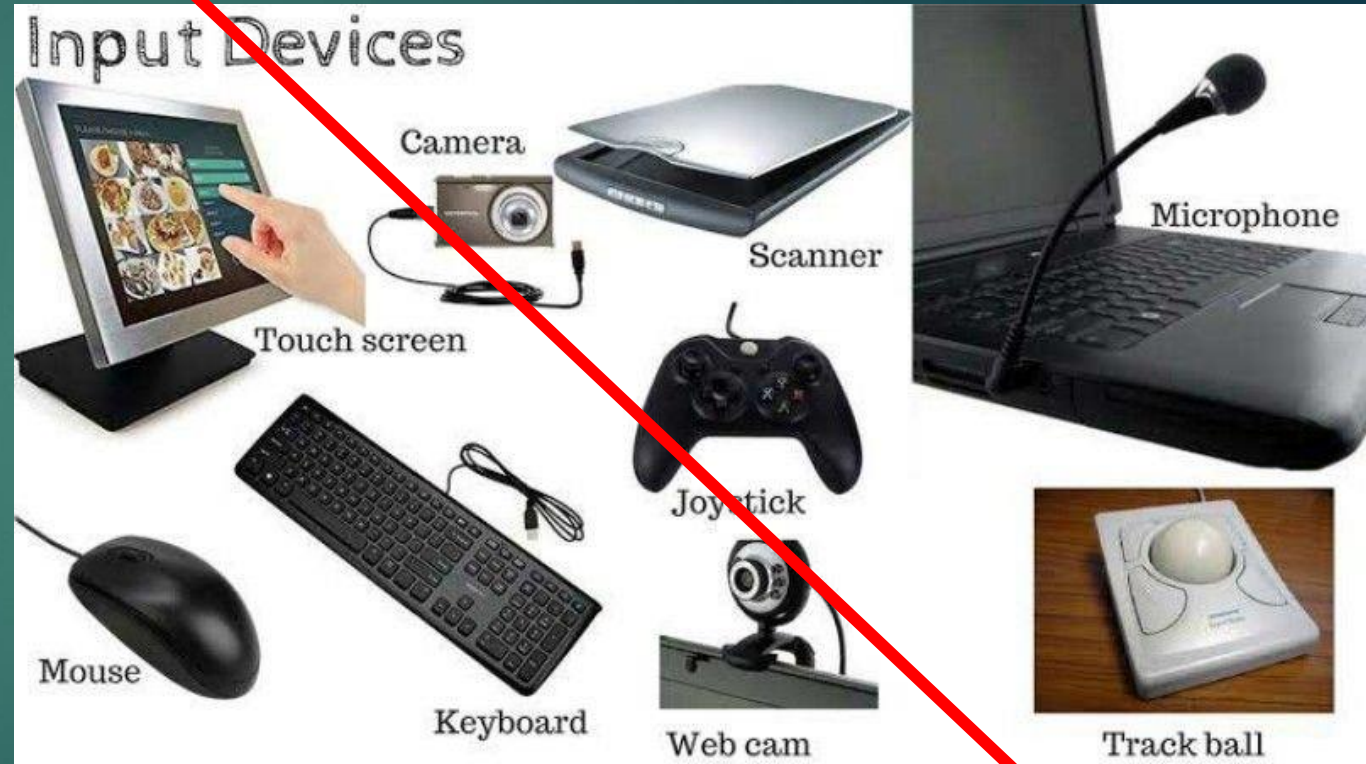 Input Devices
Camera
Scanner
Microphone
Touch screen
Joystick
Mouse
Keyboard
Web cam
Track ball